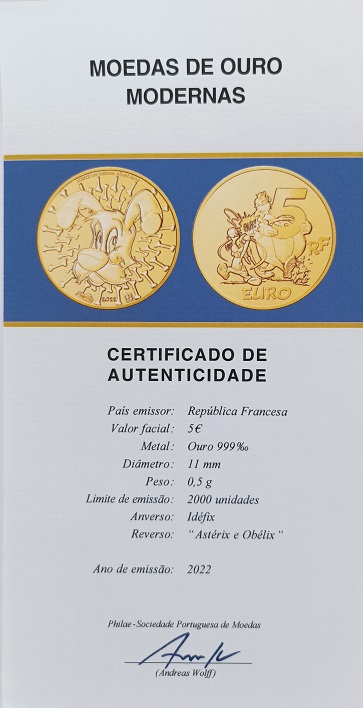 MOEDAS DE OURO
MODERNAS
2022
5
RF
EURO
CERTIFICADO DE
AUTENTICIDADE
País emissor: República Francesa
Valor facial: 5€
Metal: Ouro 999‰
Diâmetro: 11 mm
Peso: 0,5 g
Limite de emissão: 2000 unidades
Anverso: Idéfix
Reverso: "Astérix e Obélix"
Ano de emissão: 2022
Philae-Sociedade Portuguesa de Moedas
(Andreas Wolff)